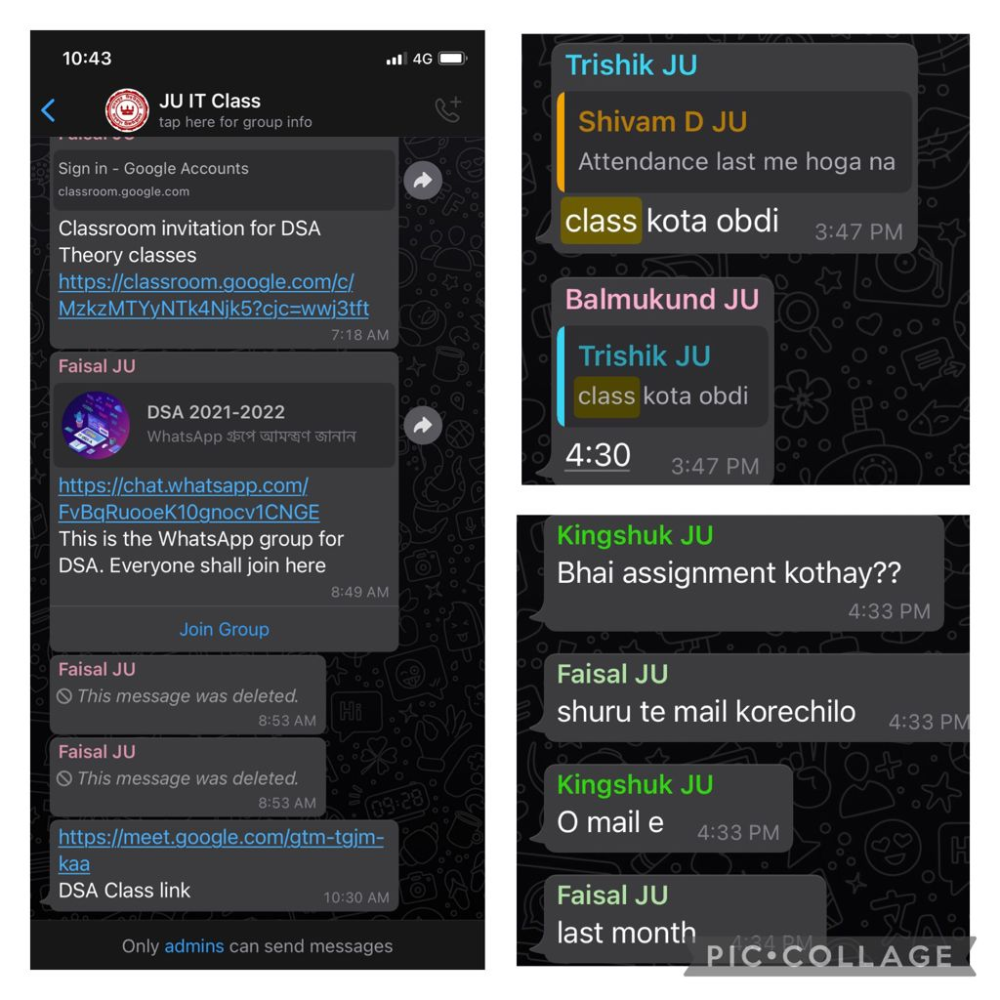 10:43
4G
JU IT Class
tap here for group info
Faisal JU
Sign in - Google Accounts
classroom.google.com
Classroom invitation for DSA
Theory classes
https://classroom.google.com/c/
MzkzMTYyNTk4Njk5?cjc=wwj3tft
7:18 AM
Faisal JU
DSA 2021-2022
WhatsApp গ্রুপে আমন্ত্রণ জানান
https://chat.whatsapp.com/
FvBqRuooeK10gnocv1CNGE
This is the WhatsApp group for
DSA. Everyone shall join here
8:49 AM
Join Group
Faisal JU
This message was deleted.
8:53 AM
Faisal JU
This message was deleted.
8:53 AM
https://meet.google.com/gtm-tgjm-
kaa
DSA Class link
10:30 AM
Only admins can send messages
Trishik JU
Shivam D JU
Attendance last me hoga na
class kota obdi
3:47 PM
Balmukund JU
Trishik JU
class kota obdi
4:30
3:47 PM
Kingshuk JU
Bhai assignment kothay??
4:33 PM
Faisal JU
shuru te mail korechilo
4:33 PM
Kingshuk JU
O mail e
4:33 PM
Faisal JU
last month
4:34 PM
PIC•COLLAGE